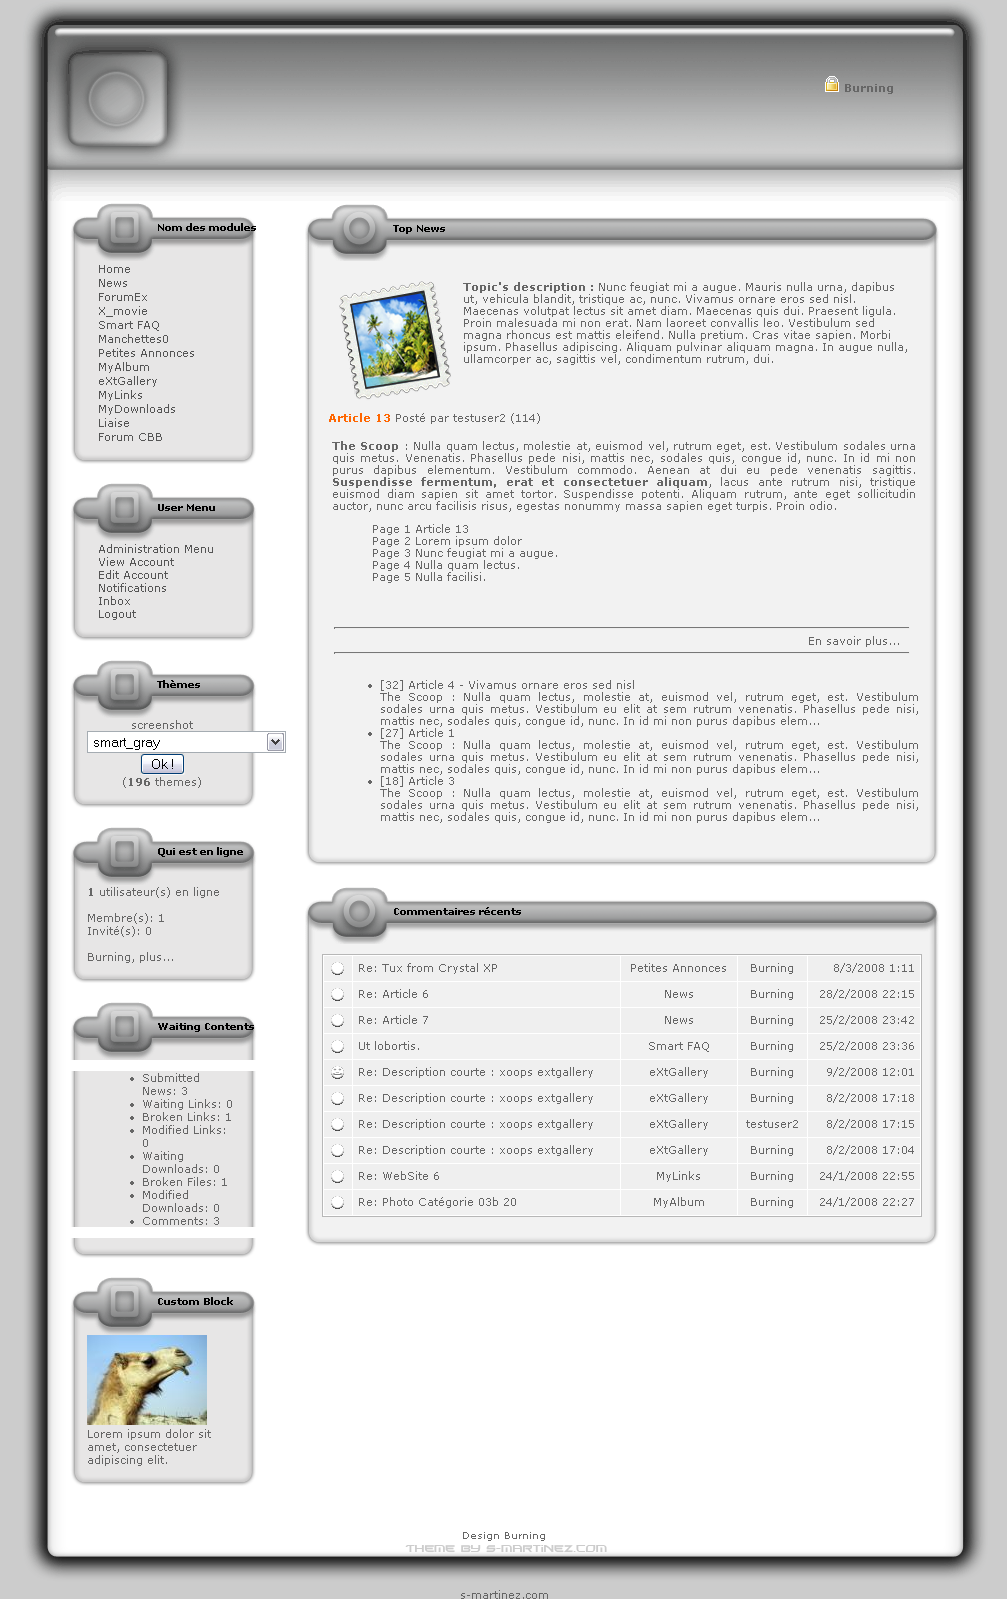 Burning
Nom des modules
Home
News
ForumEx
X_movie
Smart FAQ
Manchettes0
Petites Annonces
MyAlbum
eXtGallery
MyLinks
MyDownloads
Liaise
Forum CBB
User Menu
Administration Menu
View Account
Edit Account
Notifications
Inbox
Logout
Thèmes
screenshot
smart_gray
Ok !
(196 themes)
Qui est en ligne
1 utilisateur(s) en ligne
Membre(s): 1
Invité(s): 0
Burning, plus...
Waiting Contents
Submitted
News: 3
Waiting Links: 0
Broken Links: 1
Modified Links:
0
Waiting
Downloads: 0
Broken Files: 1
Modified
Downloads: 0
Comments: 3
Custom Block
Lorem ipsum dolor sit
amet, consectetuer
adipiscing elit.
Top News
Topic's description : Nunc feugiat mi a augue. Mauris nulla urna, dapibus
ut, vehicula blandit, tristique ac, nunc. Vivamus ornare eros sed nisl.
Maecenas volutpat lectus sit amet diam. Maecenas quis dui. Praesent ligula.
Proin malesuada mi non erat. Nam laoreet convallis leo. Vestibulum sed
magna rhoncus est mattis eleifend. Nulla pretium. Cras vitae sapien. Morbi
ipsum. Phasellus adipiscing. Aliquam pulvinar aliquam magna. In augue nulla,
ullamcorper ac, sagittis vel, condimentum rutrum, dui.
Article 13 Posté par testuser2 (114)
The Scoop : Nulla quam lectus, molestie at, euismod vel, rutrum eget, est. Vestibulum sodales urna
quis metus. Venenatis. Phasellus pede nisi, mattis nec, sodales quis, congue id, nunc. In id mi non
purus dapibus elementum. Vestibulum commodo. Aenean at dui eu pede venenatis sagittis.
Suspendisse fermentum, erat et consectetuer aliquam, lacus ante rutrum nisi, tristique
euismod diam sapien sit amet tortor. Suspendisse potenti. Aliquam rutrum, ante eget sollicitudin
auctor, nunc arcu facilisis risus, egestas nonummy massa sapien eget turpis. Proin odio.
Page 1 Article 13
Page 2 Lorem ipsum dolor
Page 3 Nunc feugiat mi a augue.
Page 4 Nulla quam lectus.
Page 5 Nulla facilisi.
En savoir plus...
[32] Article 4 - Vivamus ornare eros sed nisl
The Scoop : Nulla quam lectus, molestie at, euismod vel, rutrum eget, est. Vestibulum
sodales urna quis metus. Vestibulum eu elit at sem rutrum venenatis. Phasellus pede nisi,
mattis nec, sodales quis, congue id, nunc. In id mi non purus dapibus elem...
[27] Article 1
The Scoop : Nulla quam lectus, molestie at, euismod vel, rutrum eget, est. Vestibulum
sodales urna quis metus. Vestibulum eu elit at sem rutrum venenatis. Phasellus pede nisi,
mattis nec, sodales quis, congue id, nunc. In id mi non purus dapibus elem...
[18] Article 3
The Scoop : Nulla quam lectus, molestie at, euismod vel, rutrum eget, est. Vestibulum
sodales urna quis metus. Vestibulum eu elit at sem rutrum venenatis. Phasellus pede nisi,
mattis nec, sodales quis, congue id, nunc. In id mi non purus dapibus elem...
Commentaires récents
Re: Tux from Crystal XP Petites Annonces Burning 8/3/2008 1:11
Re: Article 6 News Burning 28/2/2008 22:15
Re: Article 7 News Burning 25/2/2008 23:42
Ut lobortis. Smart FAQ Burning 25/2/2008 23:36
Re: Description courte : xoops extgallery eXtGallery Burning 9/2/2008 12:01
Re: Description courte : xoops extgallery eXtGallery Burning 8/2/2008 17:18
Re: Description courte : xoops extgallery eXtGallery testuser2 8/2/2008 17:15
Re: Description courte : xoops extgallery eXtGallery Burning 8/2/2008 17:04
Re: WebSite 6 MyLinks Burning 24/1/2008 22:55
Re: Photo Catégorie 03b 20 MyAlbum Burning 24/1/2008 22:27
Design Burning
THEME BY S-MARTINEZ.COM
s-martinez.com